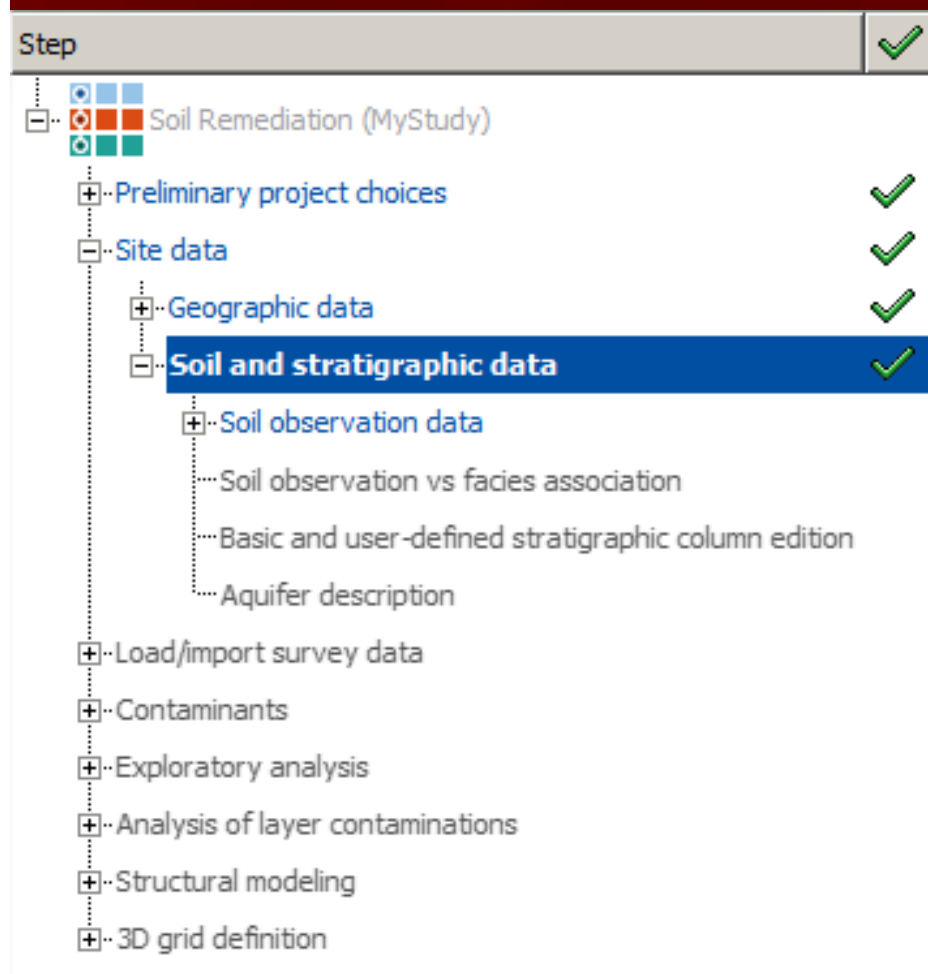 Step
Soil Remediation (MyStudy)
Preliminary project choices
Site data
Geographic data
Soil and stratigraphic data
Soil observation data
Soil observation vs facies association
Basic and user-defined stratigraphic column edition
Aquifer description
Load/import survey data
Contaminants
Exploratory analysis
Analysis of layer contaminations
Structural modeling
3D grid definition